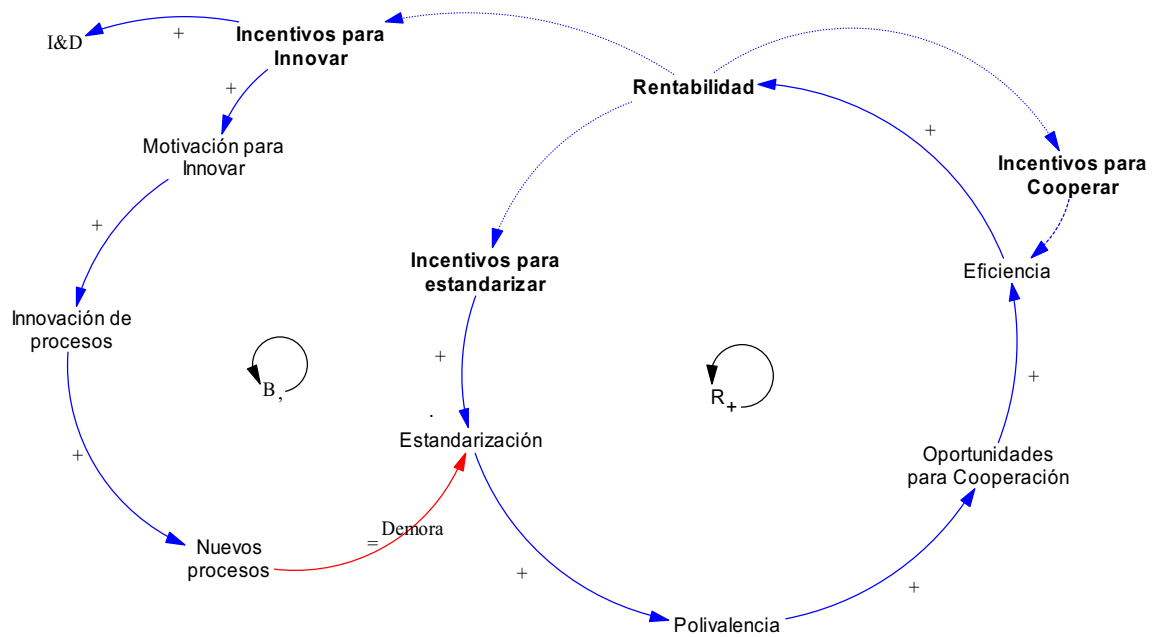 I&D
+
Incentivos para
Innovar
Rentabilidad
+
+
Motivación para
Innovar
Incentivos para
Cooperar
+
Incentivos para
estandarizar
Eficiencia
Innovación de
procesos
+
B,
R+
+
.
Estandarización
+
Oportunidades
para Cooperación
= Demora
Nuevos
procesos
+
+
Polivalencia